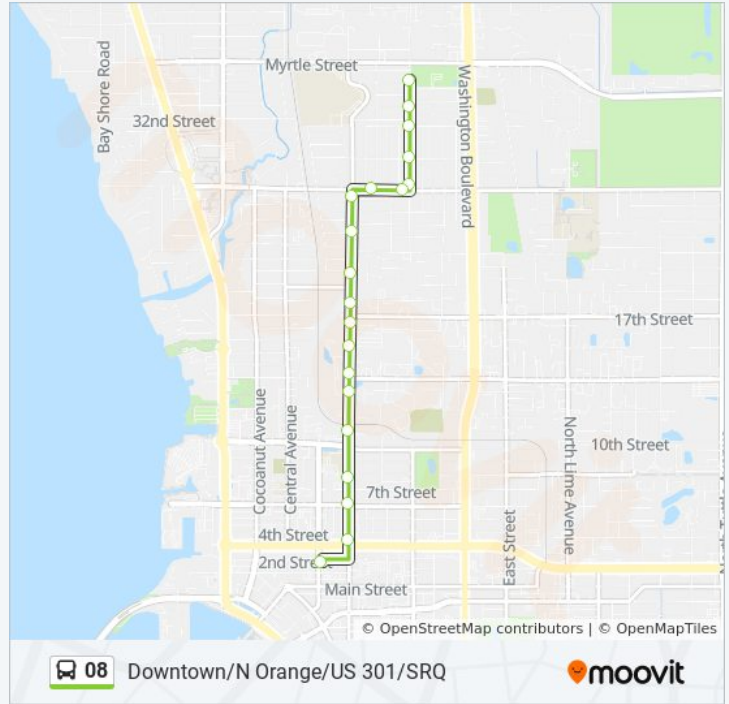 Myrtle Street
Bay Shore Road
32nd Street
Washington Boulevard
17th Street
Cocoanut Avenue
Central Avenue
North Lime Avenue
10th Street
7th Street
4th Street
East Street
2nd Stree
Main Street
© OpenStreetMap contributors | © OpenMapTiles
08 Downtown/N Orange/US 301/SRQ
moovit